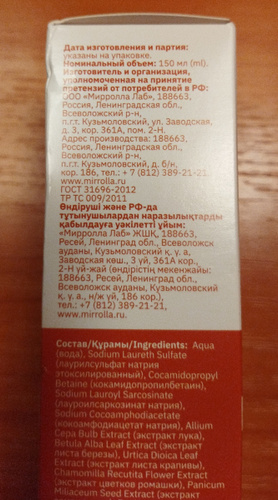 Дата изготовления и партия:
указаны на упаковке.
Номинальный объем: 150 мл (ml).
Изготовитель и организация,
уполномоченная на принятие
претензий от потребителей в РФ:
ООО «Мирролла Лаб», 188663,
Россия, Ленинградская обл.,
Всеволожский р-н,
п.г.т. Кузьмоловский, ул. Заводская,
д. 3, кор. 361А, пом. 2-Н.
Адрес производства: 188663,
Россия, Ленинградская обл.,
Всеволожский р-н,
п.г.т. Кузьмоловский, д. б/н,
кор. 186, тел.: + 7 (812) 389-21-21.
www.mirrolla.ru
ГОСТ 31696-2012
ТР ТС 009/2011
Өндіруші және РФ-да
тұтынушылардан наразылықтарды
қабылдауға уәкілетті ұйым:
«Мирролла Лаб» ЖШҚ, 188663,
Ресей, Ленинград обл., Всеволожск
ауданы, Кузьмоловский қ. ү. а,
Заводская көш., 3 үй, 361А кор.,
2-Н үй-жай (өндірістің мекенжайы:
188663, Ресей, Ленинград обл.,
Всеволожск ауданы, Кузьмоловский
қ. ү. а., н/ж үй, 186 кор.),
тел.: +7 (812) 389-21-21.
www.mirrolla.ru
Состав/Құрамы/Ingredients: Aqua
(вода), Sodium Laureth Sulfate
(лаурилсульфат натрия
этоксилированный), Cocamidopropyl
Betaine (кокамидопропилбетаин),
Sodium Lauroyl Sarcosinate
(лауроилсаркозинат натрия),
Sodium Cocoamphodiacetate
(кокоамфодиацетат натрия), Allium
Cepa Bulb Extract (экстракт лука),
Betula Alba Leaf Extract (экстракт
листа березы), Urtica Dioica Leaf
Extract (экстракт листа крапивы),
Chamomilla Recutita Flower Extract
(экстракт цветков ромашки), Panicum
Miliaceum Seed Extract (экстракт